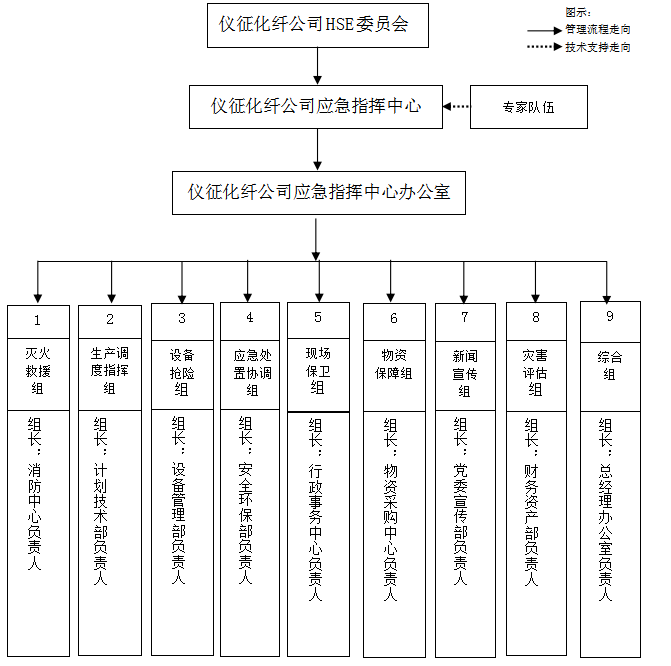 仪征化纤公司HSE委员会
图示：
管理流程走向
技术支持走向
仪征化纤公司应急指挥中心
专家队伍
仪征化纤公司应急指挥中心办公室
1
灭火
救援
组
组长：消防中心负责人
2
生产调
度指挥
组
组长：计划技术部负责人
3
设备
抢险
组
组长：设备管理部负责人
4
应急处
置协调
组
组长：安全环保部负责人
5
现场
保卫
组
组长：行政事务中心负责人
6
物资
保障组
组长：物资采购中心负责人
7
新闻
宣传
组
组长：党委宣传部负责人
8
灾害
评估
组
组长：财务资产部负责人
9
综合
组
组长：总经理办公室负责人